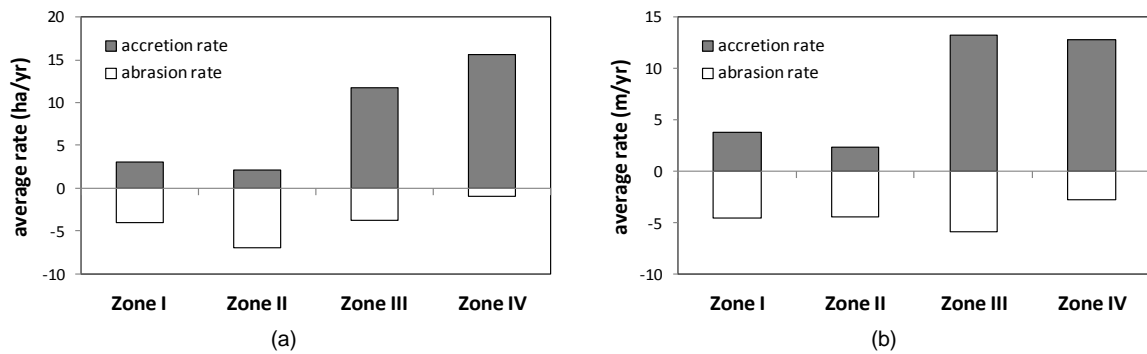 average rate (ha/yr)
20
15
10
5
0
-5
-10
accretion rate
abrasion rate
Zone I Zone II Zone III Zone IV
(a)
average rate (m/yr)
15
10
5
0
-5
-10
accretion rate
abrasion rate
Zone I Zone II Zone III Zone IV
(b)